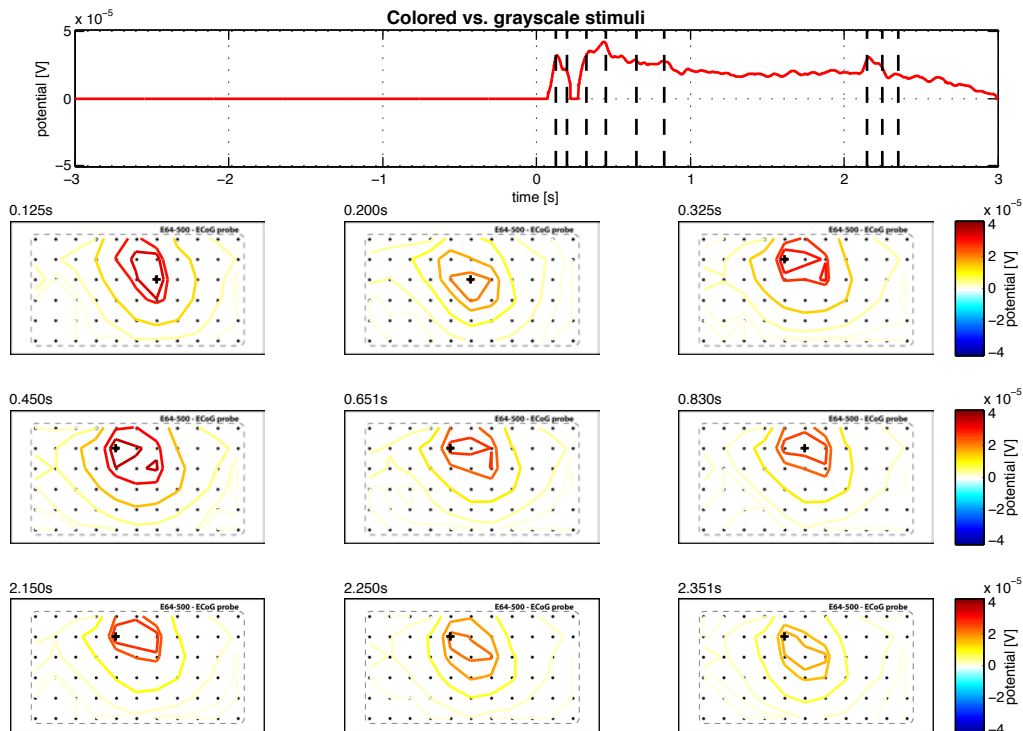 Colored vs. grayscale stimuli
x 10⁻⁵
5
0
−5
potential [V]
−3 −2 −1 0 1 2 3
time [s]
0.125s 0.200s 0.325s
E64-500 - ECoG probe E64-500 - ECoG probe E64-500 - ECoG probe
x 10⁻⁵
4
2
0
−2
−4
potential [V]
0.450s 0.651s 0.830s
E64-500 - ECoG probe E64-500 - ECoG probe E64-500 - ECoG probe
x 10⁻⁵
4
2
0
−2
−4
potential [V]
2.150s 2.250s 2.351s
E64-500 - ECoG probe E64-500 - ECoG probe E64-500 - ECoG probe
x 10⁻⁵
4
2
0
−2
−4
potential [V]